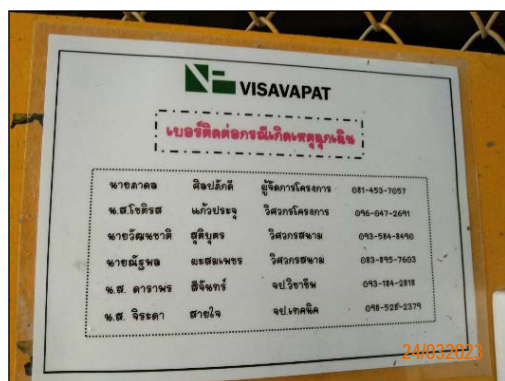 VISAVAPAT
เบอร์ติดต่อกรณีเกิดเหตุฉุกเฉิน
นายภาดล ศิลปภักดี ผู้จัดการโครงการ 081-453-7057
น.ส.โชติรส แก้วประจุ วิศวกรโครงการ 096-047-2691
นายวัฒนชาติ สุติบุตร วิศวกรสนาม 093-584-8490
นายณัฐพล ยะสมเพชร วิศวกรสนาม 083-895-7603
น.ส. ดาราพร สีจันทร์ จป.วิชาชีพ 093-184-2818
น.ส. จิระดา สายใจ จป.เทคนิค 098-528-2379
24/032023